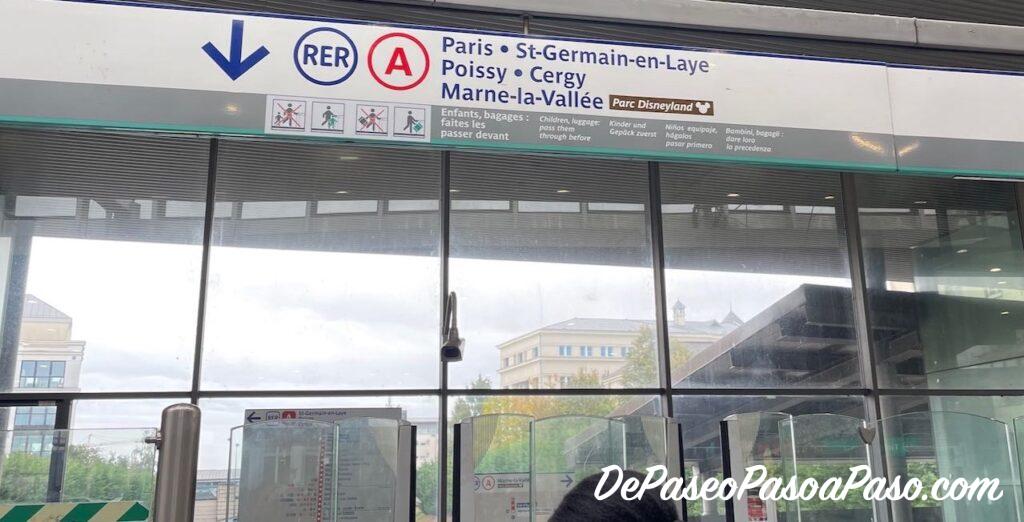 RER A
Paris • St-Germain-en-Laye
Poissy • Cergy
Marne-la-Vallée Parc Disneyland
Enfants, bagages :
faites les
passer devant
Children, luggage:
pass them
through before
Kinder und
Gepäck zuerst
Niños equipaje,
hágalos
pasar primero
Bambini, bagagli :
dare loro
la precedenza
RER A St-Germain-en-Laye
A
DePaseoPasoaPaso.com